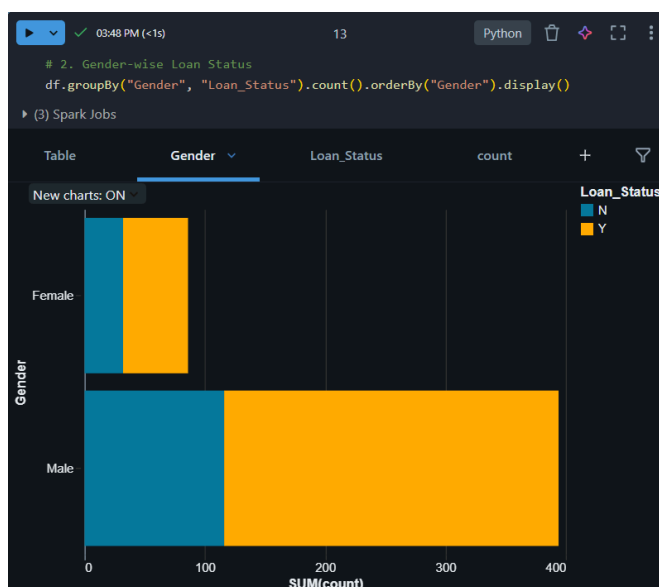 03:48 PM (<1s)
13
Python
# 2. Gender-wise Loan Status
df.groupBy("Gender", "Loan_Status").count().orderBy("Gender").display()
(3) Spark Jobs
Table
Gender
Loan_Status
count
+
New charts: ON
Loan_Status
N
Y
Female
Gender
Male
0
100
200
300
400
SUM(count)